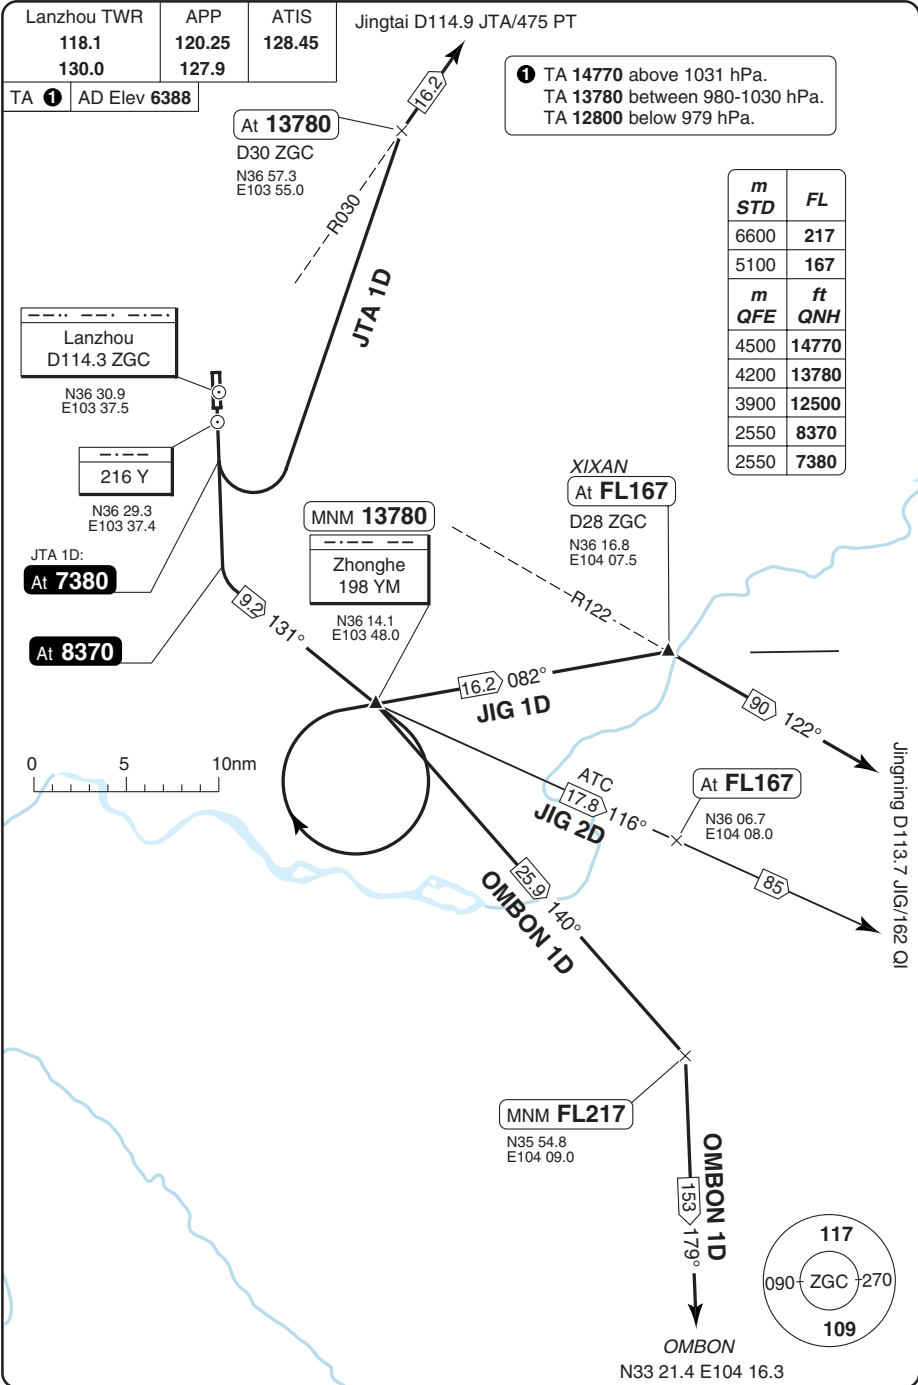 Lanzhou TWR APP ATIS
118.1 120.25 128.45
130.0 127.9
TA ❶ AD Elev 6388
Jingtai D114.9 JTA/475 PT
❶ TA 14770 above 1031 hPa.
TA 13780 between 980-1030 hPa.
TA 12800 below 979 hPa.
16.2
At 13780
D30 ZGC
N36 57.3
E103 55.0
R030
JTA 1D
m STD FL
6600 217
5100 167
m QFE ft QNH
4500 14770
4200 13780
3900 12500
2550 8370
2550 7380
Lanzhou
D114.3 ZGC
N36 30.9
E103 37.5
216 Y
N36 29.3
E103 37.4
JTA 1D:
At 7380
At 8370
9.2 131°
MNM 13780
Zhonghe
198 YM
N36 14.1
E103 48.0
XIXAN
At FL167
D28 ZGC
N36 16.8
E104 07.5
R122
16.2 082°
JIG 1D
90 122°
0 5 10nm
ATC
17.8 116°
JIG 2D
At FL167
N36 06.7
E104 08.0
85
Jingning D113.7 JIG/162 QI
25.9 140°
OMBON 1D
MNM FL217
N35 54.8
E104 09.0
OMBON 1D
153 179°
OMBON
N33 21.4 E104 16.3
117
090 ZGC 270
109